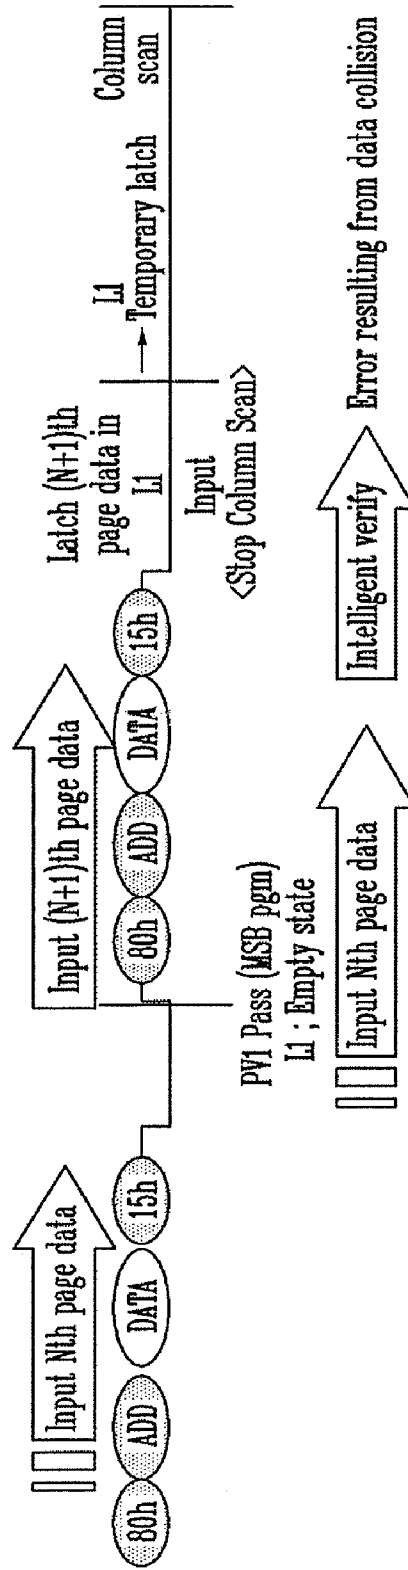 Input Nth page data
80h
ADD
DATA
15h
PV1 Pass (MSB pgm)
L1 ; Empty state
Input (N+1)th page data
80h
ADD
DATA
15h
Latch (N+1)th
page data in
L1
Input
<Stop Column Scan>
L1
Temporary latch
Column
scan
Input Nth page data
Intelligent verify
Error resulting from data collision